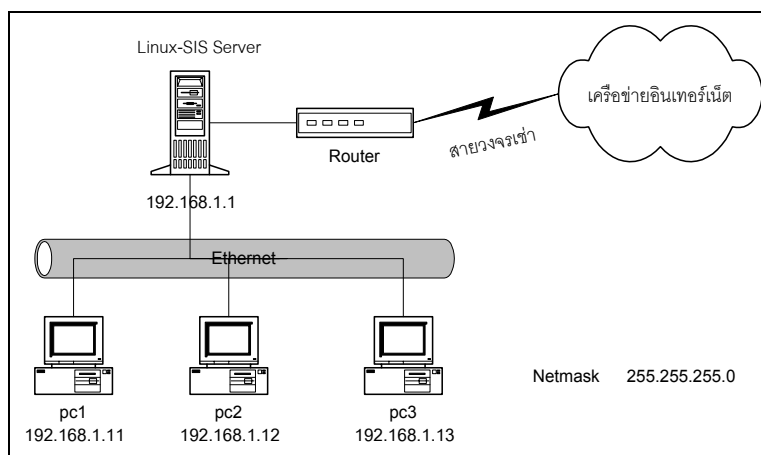 Linux-SIS Server
เครือข่ายอินเทอร์เน็ต
Router
สายวงจรเช่า
192.168.1.1
Ethernet
Netmask 255.255.255.0
pc1
192.168.1.11
pc2
192.168.1.12
pc3
192.168.1.13